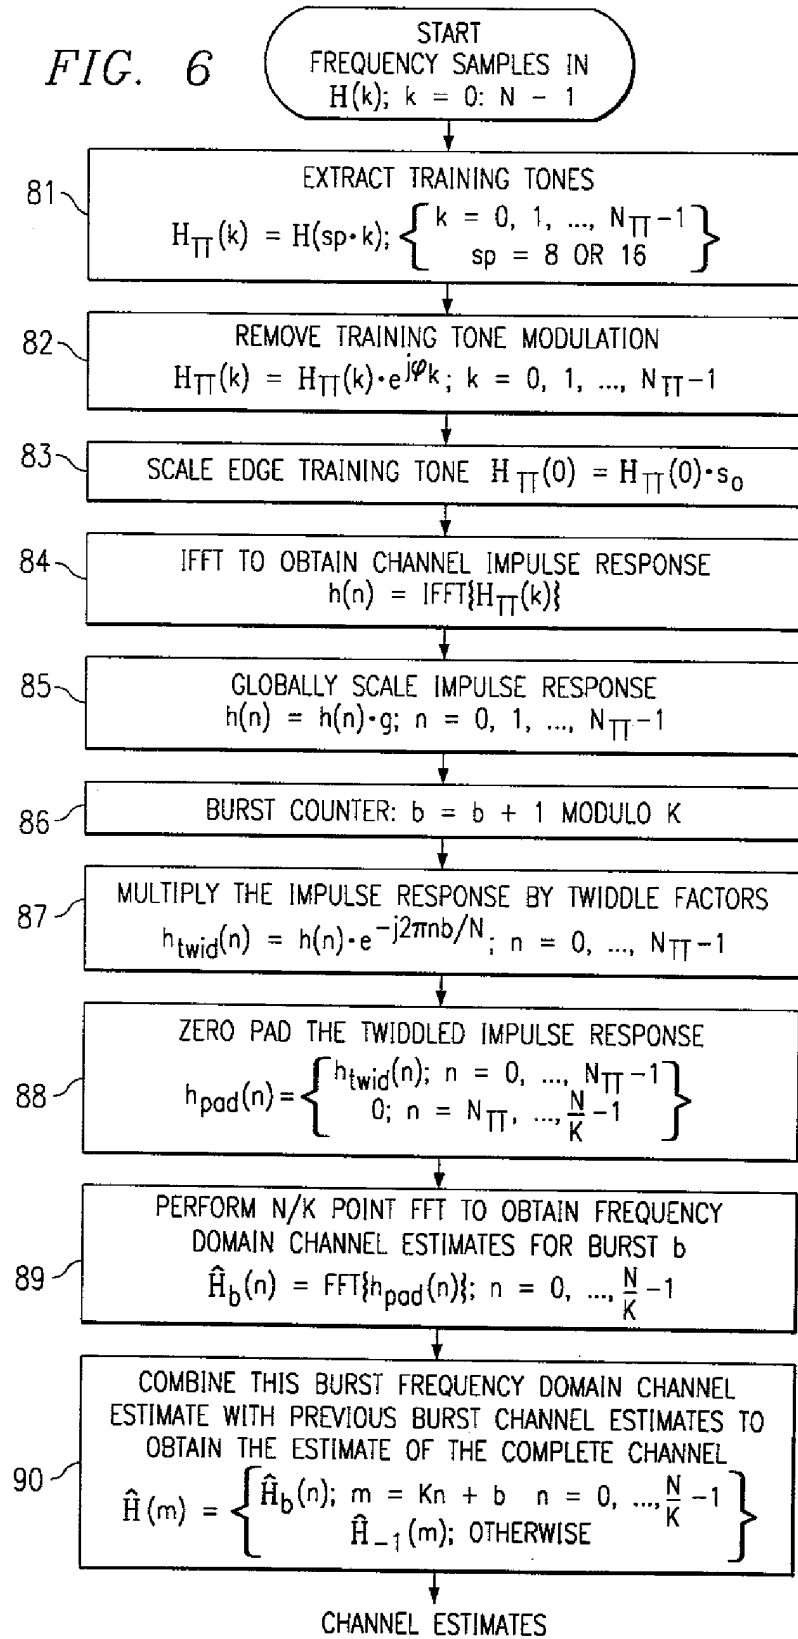 FIG. 6
START
FREQUENCY SAMPLES IN
H(k); k = 0: N - 1
81
EXTRACT TRAINING TONES
H_TT(k) = H(sp·k); { k = 0, 1, ..., N_TT-1
sp = 8 OR 16 }
82
REMOVE TRAINING TONE MODULATION
H_TT(k) = H_TT(k)·e^jφk; k = 0, 1, ..., N_TT-1
83
SCALE EDGE TRAINING TONE H_TT(0) = H_TT(0)·s_o
84
IFFT TO OBTAIN CHANNEL IMPULSE RESPONSE
h(n) = IFFT{H_TT(k)}
85
GLOBALLY SCALE IMPULSE RESPONSE
h(n) = h(n)·g; n = 0, 1, ..., N_TT-1
86
BURST COUNTER: b = b + 1 MODULO K
87
MULTIPLY THE IMPULSE RESPONSE BY TWIDDLE FACTORS
h_twid(n) = h(n)·e^-j2πnb/N; n = 0, ..., N_TT-1
88
ZERO PAD THE TWIDDLED IMPULSE RESPONSE
h_pad(n) = { h_twid(n); n = 0, ..., N_TT-1
0; n = N_TT, ..., N/K -1 }
89
PERFORM N/K POINT FFT TO OBTAIN FREQUENCY
DOMAIN CHANNEL ESTIMATES FOR BURST b
Ĥ_b(n) = FFT{h_pad(n)}; n = 0, ..., N/K -1
90
COMBINE THIS BURST FREQUENCY DOMAIN CHANNEL
ESTIMATE WITH PREVIOUS BURST CHANNEL ESTIMATES TO
OBTAIN THE ESTIMATE OF THE COMPLETE CHANNEL
Ĥ(m) = { Ĥ_b(n); m = Kn + b n = 0, ..., N/K -1
Ĥ_-1(m); OTHERWISE }
CHANNEL ESTIMATES